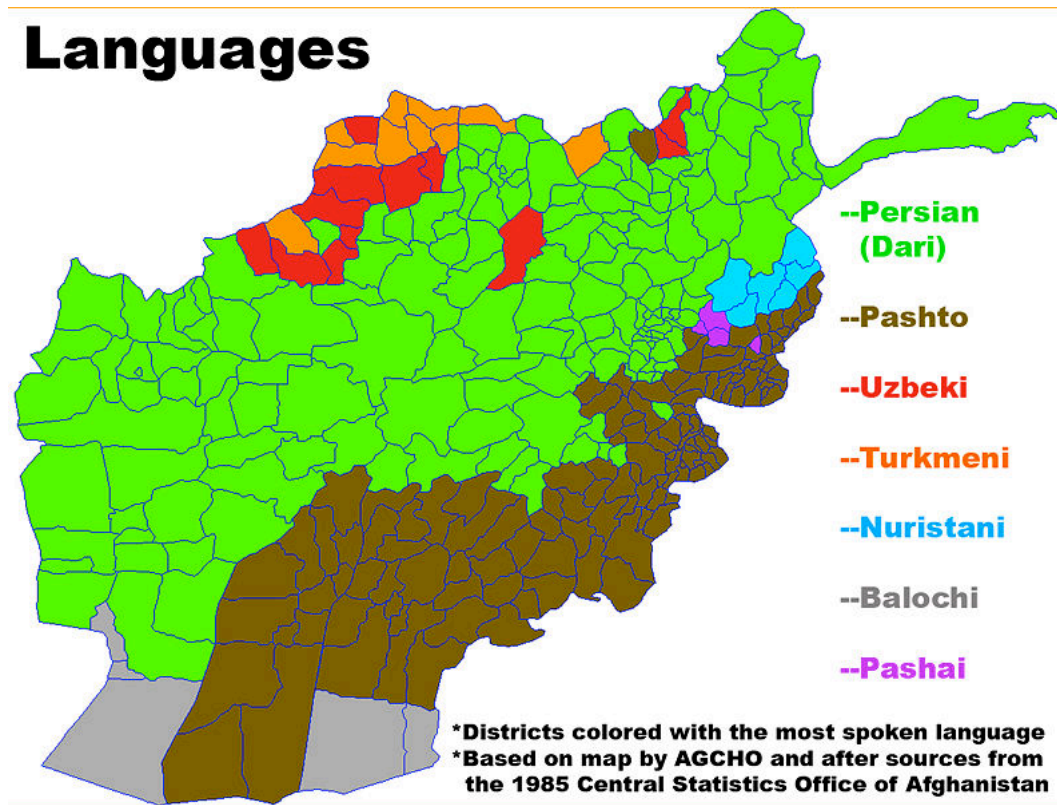 Languages
--Persian
(Dari)
--Pashto
--Uzbeki
--Turkmeni
--Nuristani
--Balochi
--Pashai
*Districts colored with the most spoken language
*Based on map by AGCHO and after sources from
the 1985 Central Statistics Office of Afghanistan